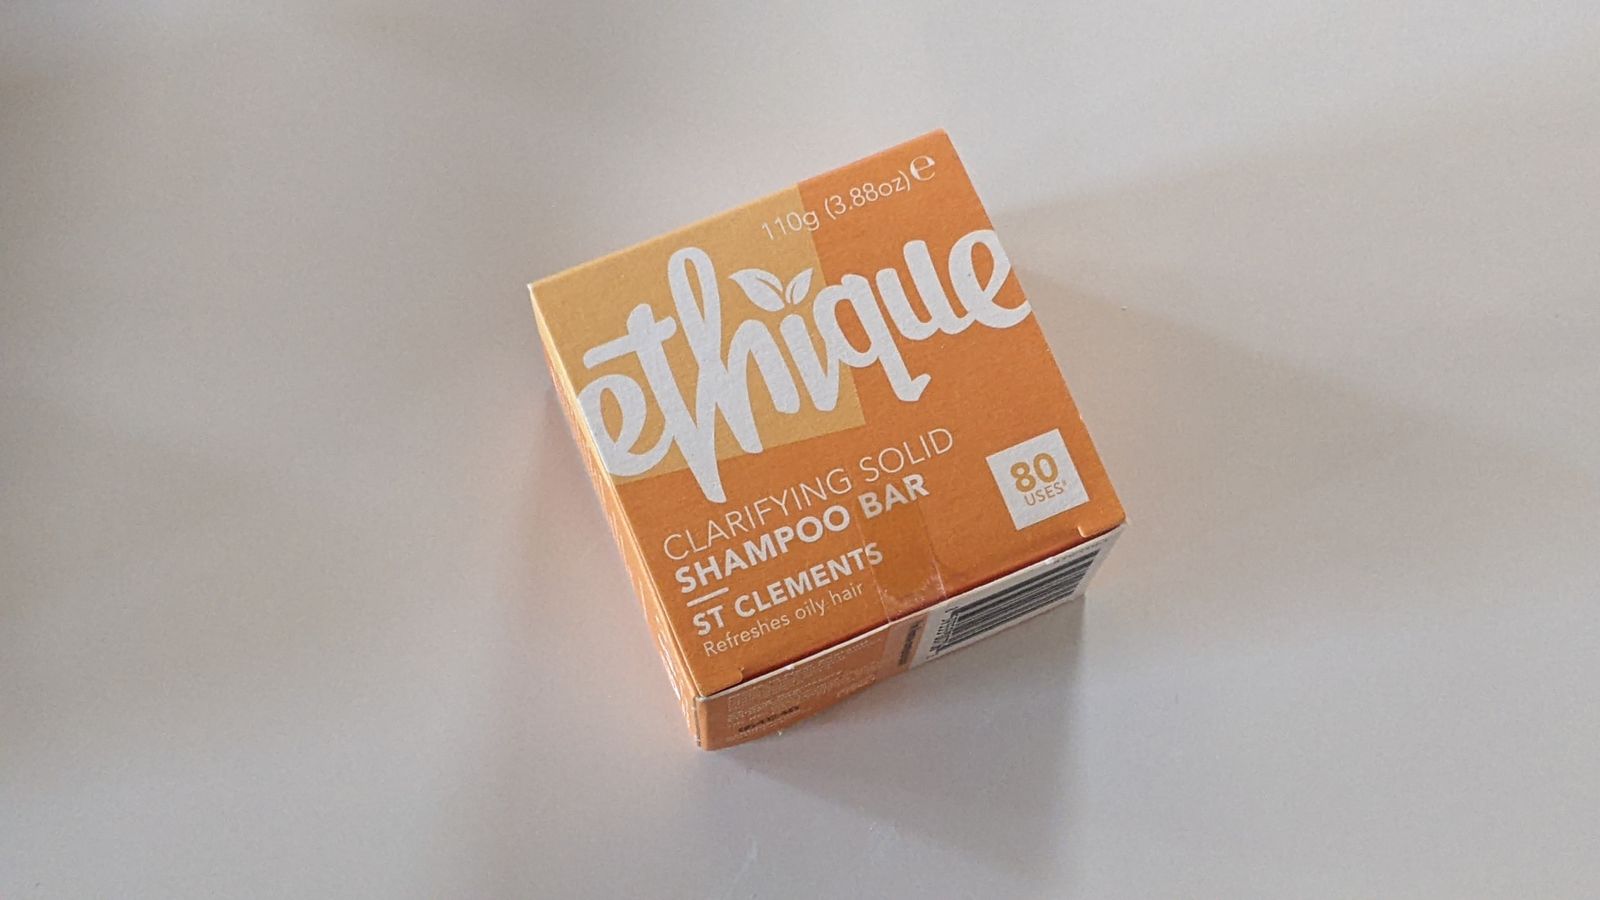 110g (3.88oz) ℮
ethique
CLARIFYING SOLID
SHAMPOO BAR
ST CLEMENTS
Refreshes oily hair
80
USES*